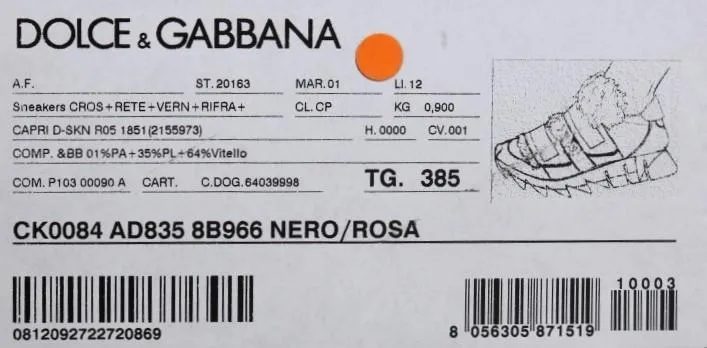 DOLCE & GABBANA
A.F. ST. 20163 MAR. 01 LI. 12
Sneakers CROS+RETE+VERN+RIFRA+ CL. CP KG 0,900
CAPRI D-SKN R05 1851(2155973) H. 0000 CV. 001
COMP. &BB 01%PA+35%PL+64%Vitello
COM. P103 00090 A CART. C.DOG. 64039998 TG. 385
CK0084 AD835 8B966 NERO/ROSA
10003
0812092722720869
8 056305 871519